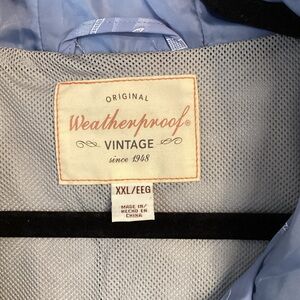 ORIGINAL
Weatherproof®
VINTAGE
since 1948
XXL/EEG
MADE IN/
HECHO EN
CHINA